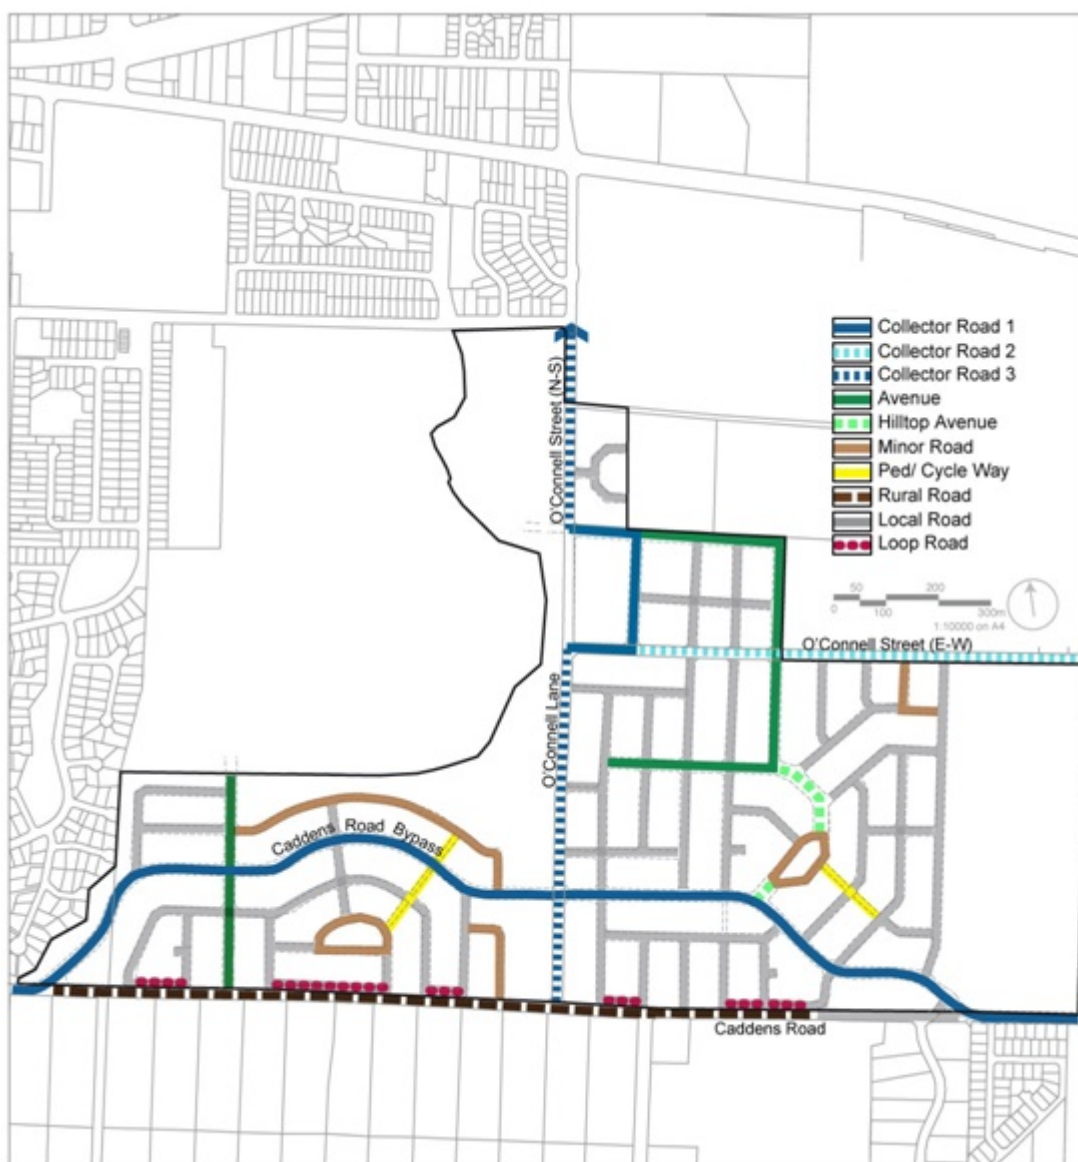 O'Connell Street (N-S)
Collector Road 1
Collector Road 2
Collector Road 3
Avenue
Hilltop Avenue
Minor Road
Ped/ Cycle Way
Rural Road
Local Road
Loop Road
50 200
0 100 300m
1:10000 on A4
O'Connell Street (E-W)
O'Connell Lane
Caddens Road Bypass
Caddens Road